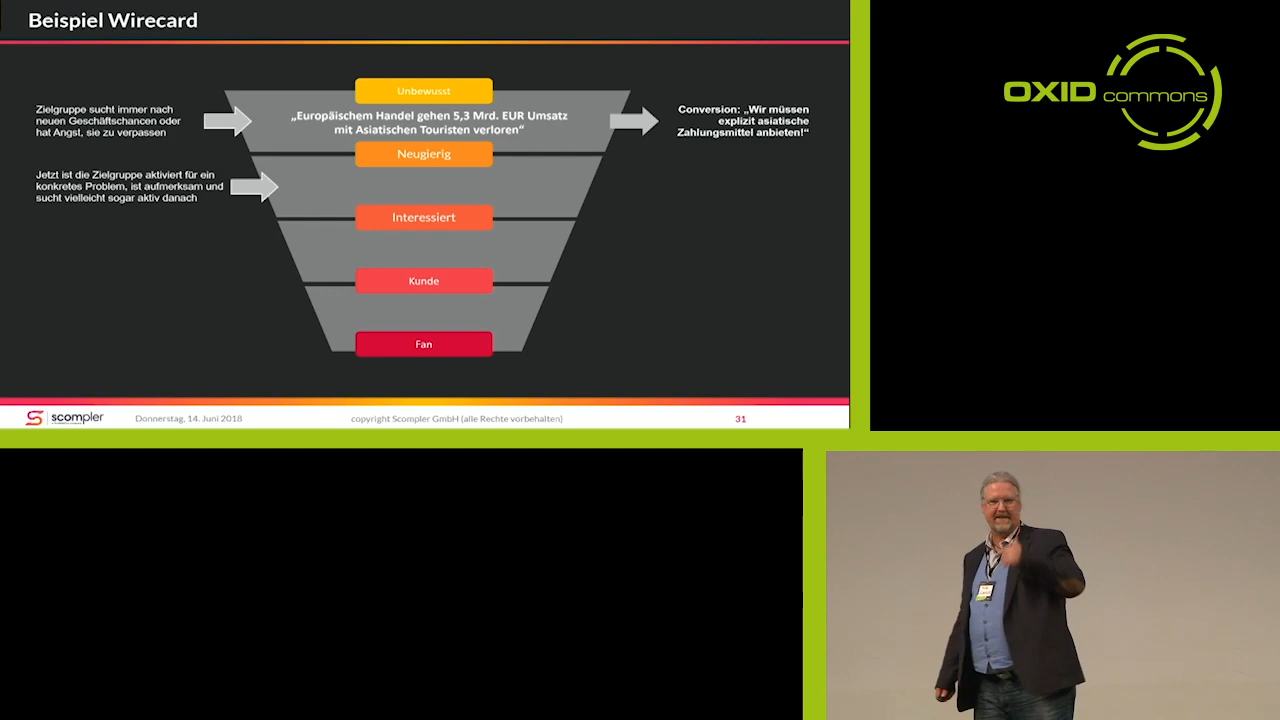 Beispiel Wirecard
OXID commons
Unbewusst
Zielgruppe sucht immer nach
neuen Geschäftschancen oder
hat Angst, sie zu verpassen
„Europäischem Handel gehen 5,3 Mrd. EUR Umsatz
mit Asiatischen Touristen verloren“
Conversion: „Wir müssen
explizit asiatische
Zahlungsmittel anbieten!“
Neugierig
Jetzt ist die Zielgruppe aktiviert für ein
konkretes Problem, ist aufmerksam und
sucht vielleicht sogar aktiv danach
Interessiert
Kunde
Fan
scompler
Donnerstag, 14. Juni 2018
copyright Scompler GmbH (alle Rechte vorbehalten)
31